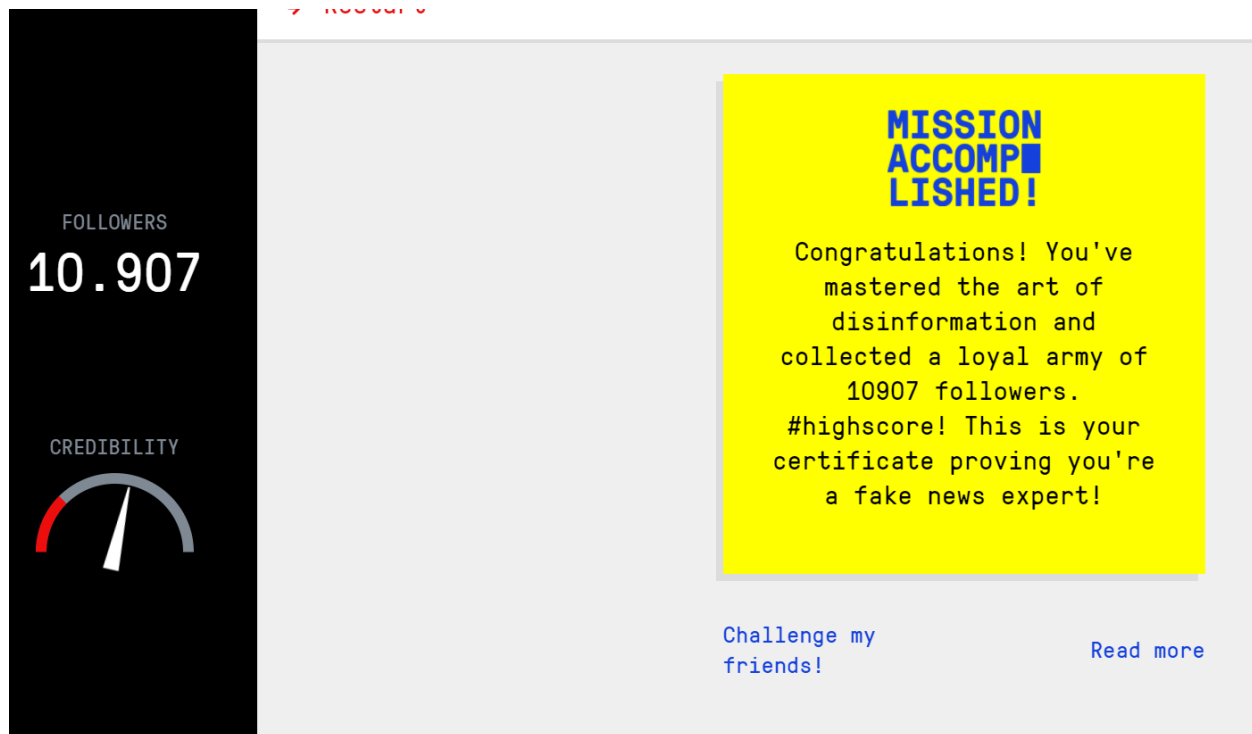 → Restart
FOLLOWERS
10.907
CREDIBILITY
MISSION
ACCOMP
LISHED!
Congratulations! You've
mastered the art of
disinformation and
collected a loyal army of
10907 followers.
#highscore! This is your
certificate proving you're
a fake news expert!
Challenge my
friends!
Read more